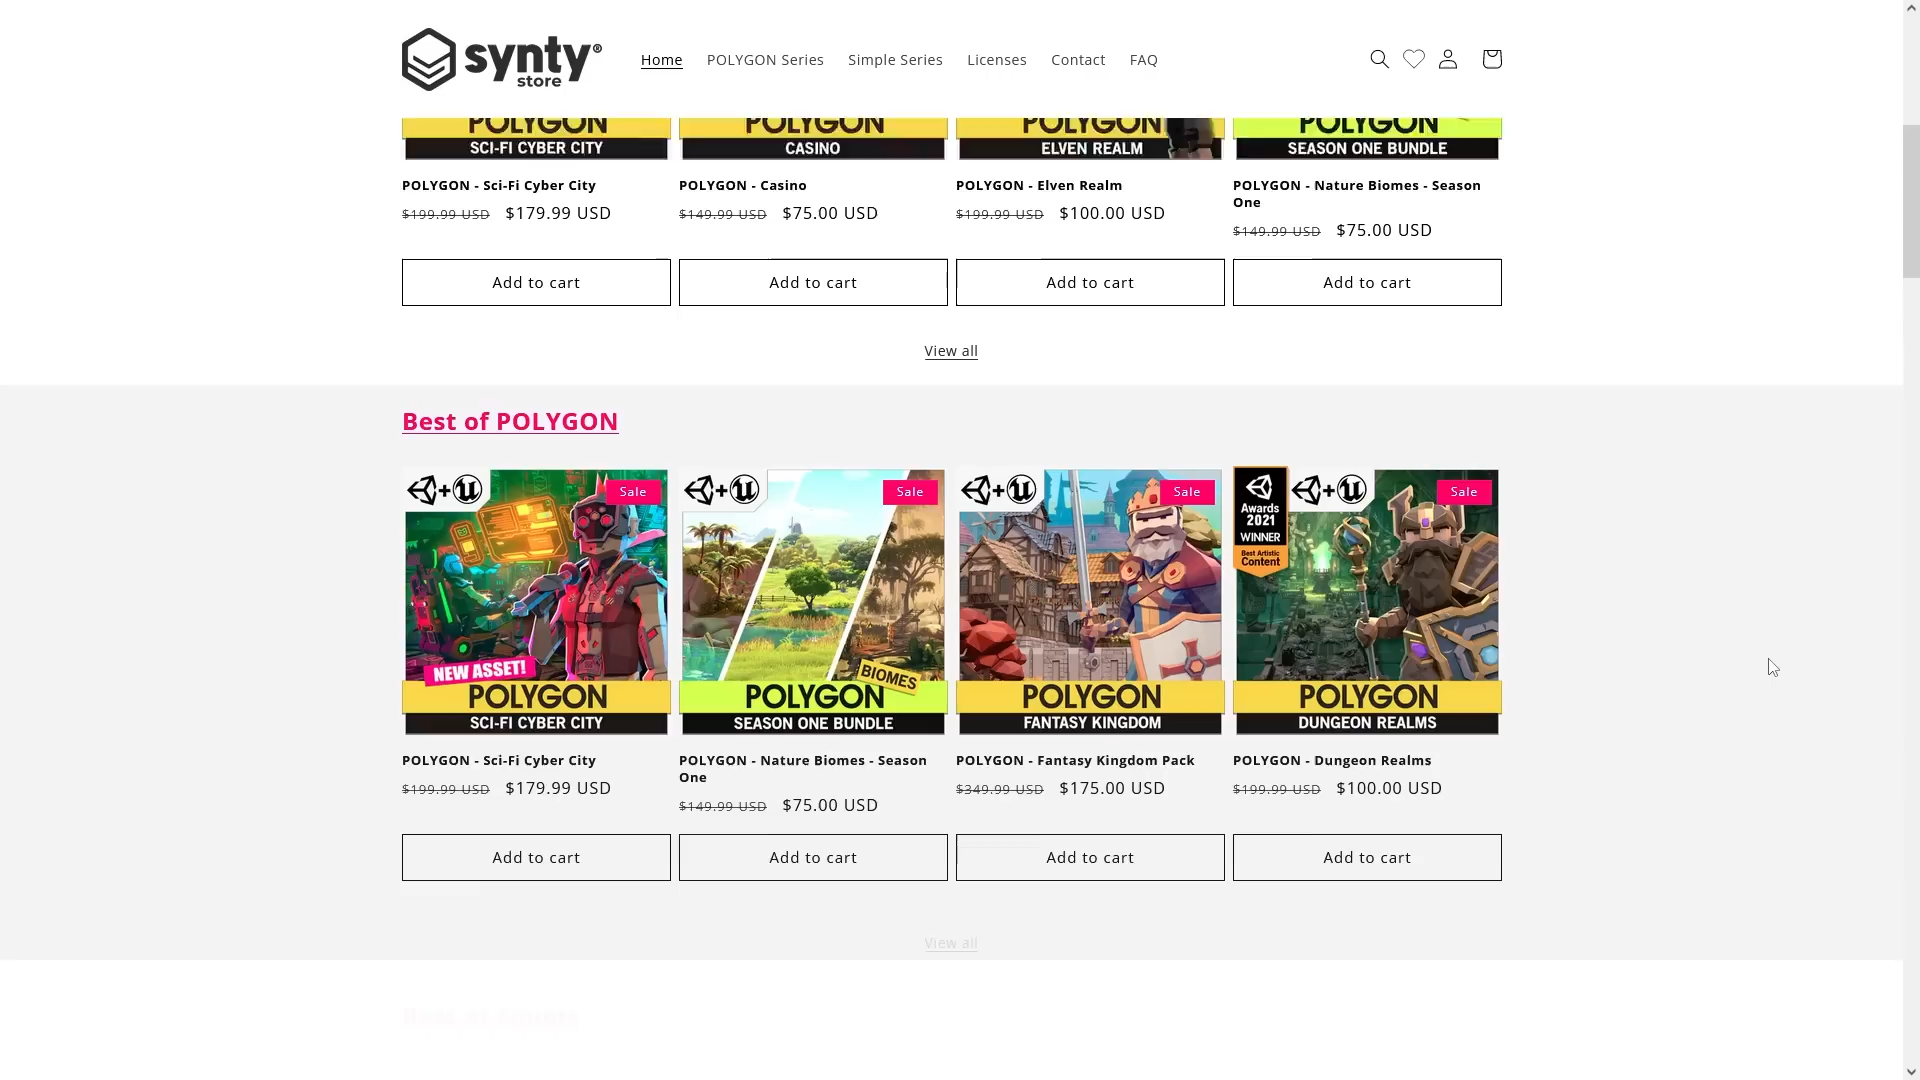 synty®
store
Home
POLYGON Series
Simple Series
Licenses
Contact
FAQ
POLYGON
SCI-FI CYBER CITY
POLYGON
CASINO
POLYGON
ELVEN REALM
POLYGON
SEASON ONE BUNDLE
POLYGON - Sci-Fi Cyber City
$199.99 USD $179.99 USD
POLYGON - Casino
$149.99 USD $75.00 USD
POLYGON - Elven Realm
$199.99 USD $100.00 USD
POLYGON - Nature Biomes - Season
One
$149.99 USD $75.00 USD
Add to cart
Add to cart
Add to cart
Add to cart
View all
Best of POLYGON
Sale
NEW ASSET!
POLYGON
SCI-FI CYBER CITY
Sale
BIOMES
POLYGON
SEASON ONE BUNDLE
Sale
POLYGON
FANTASY KINGDOM
Awards
2021
WINNER
Best Artistic
Content
Sale
POLYGON
DUNGEON REALMS
POLYGON - Sci-Fi Cyber City
$199.99 USD $179.99 USD
POLYGON - Nature Biomes - Season
One
$149.99 USD $75.00 USD
POLYGON - Fantasy Kingdom Pack
$349.99 USD $175.00 USD
POLYGON - Dungeon Realms
$199.99 USD $100.00 USD
Add to cart
Add to cart
Add to cart
Add to cart
View all